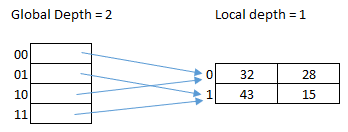 Global Depth = 2 Local depth = 1
00
01 0 32 28
10 1 43 15
11